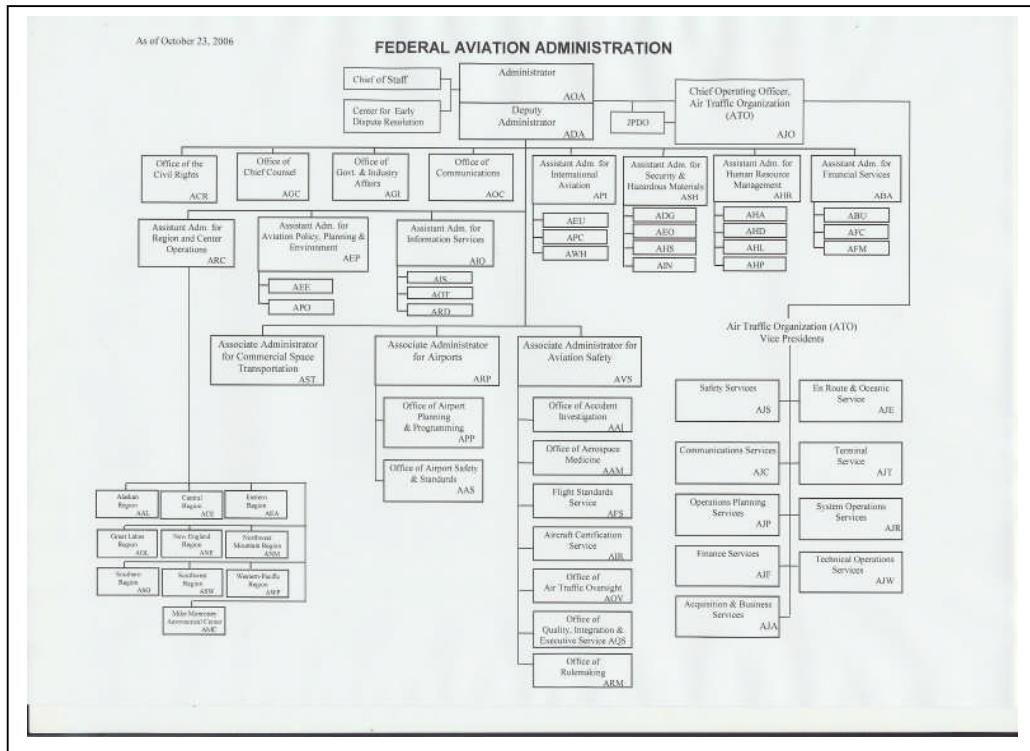 As of October 23, 2006
FEDERAL AVIATION ADMINISTRATION
Chief of Staff
Administrator
AOA
Chief Operating Officer,
Air Traffic Organization
(ATO)
AJO
Center for Early
Dispute Resolution
Deputy
Administrator
ADA
JPDO
Office of the
Civil Rights
ACR
Office of
Chief Counsel
AGC
Office of
Govt. & Industry
Affairs
AGI
Office of
Communications
AOC
Assistant Adm. for
International
Aviation
API
AEU
APC
AWH
Assistant Adm. for
Security &
Hazardous Materials
ASH
ADG
AEO
AHS
AIN
Assistant Adm. for
Human Resource
Management
AHR
AHA
AHD
AHL
AHP
Assistant Adm. for
Financial Services
ABA
ABU
AFC
AFM
Assistant Adm. for
Region and Center
Operations
ARC
Assistant Adm. for
Aviation Policy, Planning &
Environment
AEP
AEE
APO
Assistant Adm. for
Information Services
AIO
AIS
AOT
ARD
Associate Administrator
for Commercial Space
Transportation
AST
Associate Administrator
for Airports
ARP
Office of Airport
Planning
& Programming
APP
Office of Airport Safety
& Standards
AAS
Associate Administrator for
Aviation Safety
AVS
Office of Accident
Investigation
AAI
Office of Aerospace
Medicine
AAM
Flight Standards
Service
AFS
Aircraft Certification
Service
AIR
Office of
Air Traffic Oversight
AOV
Office of
Quality, Integration &
Executive Service AQS
Office of
Rulemaking
ARM
Air Traffic Organization (ATO)
Vice Presidents
Safety Services
AJS
En Route & Oceanic
Service
AJE
Communications Services
AJC
Terminal
Service
AJT
Operations Planning
Services
AJP
System Operations
Services
AJR
Finance Services
AJF
Technical Operations
Services
AJW
Acquisition & Business
Services
AJA
Alaskan
Region
AAL
Central
Region
ACE
Eastern
Region
AEA
Great Lakes
Region
AGL
New England
Region
ANE
Northwest
Mountain Region
ANM
Southern
Region
ASO
Southwest
Region
ASW
Western-Pacific
Region
AWP
Mike Monroney
Aeronautical Center
AMC